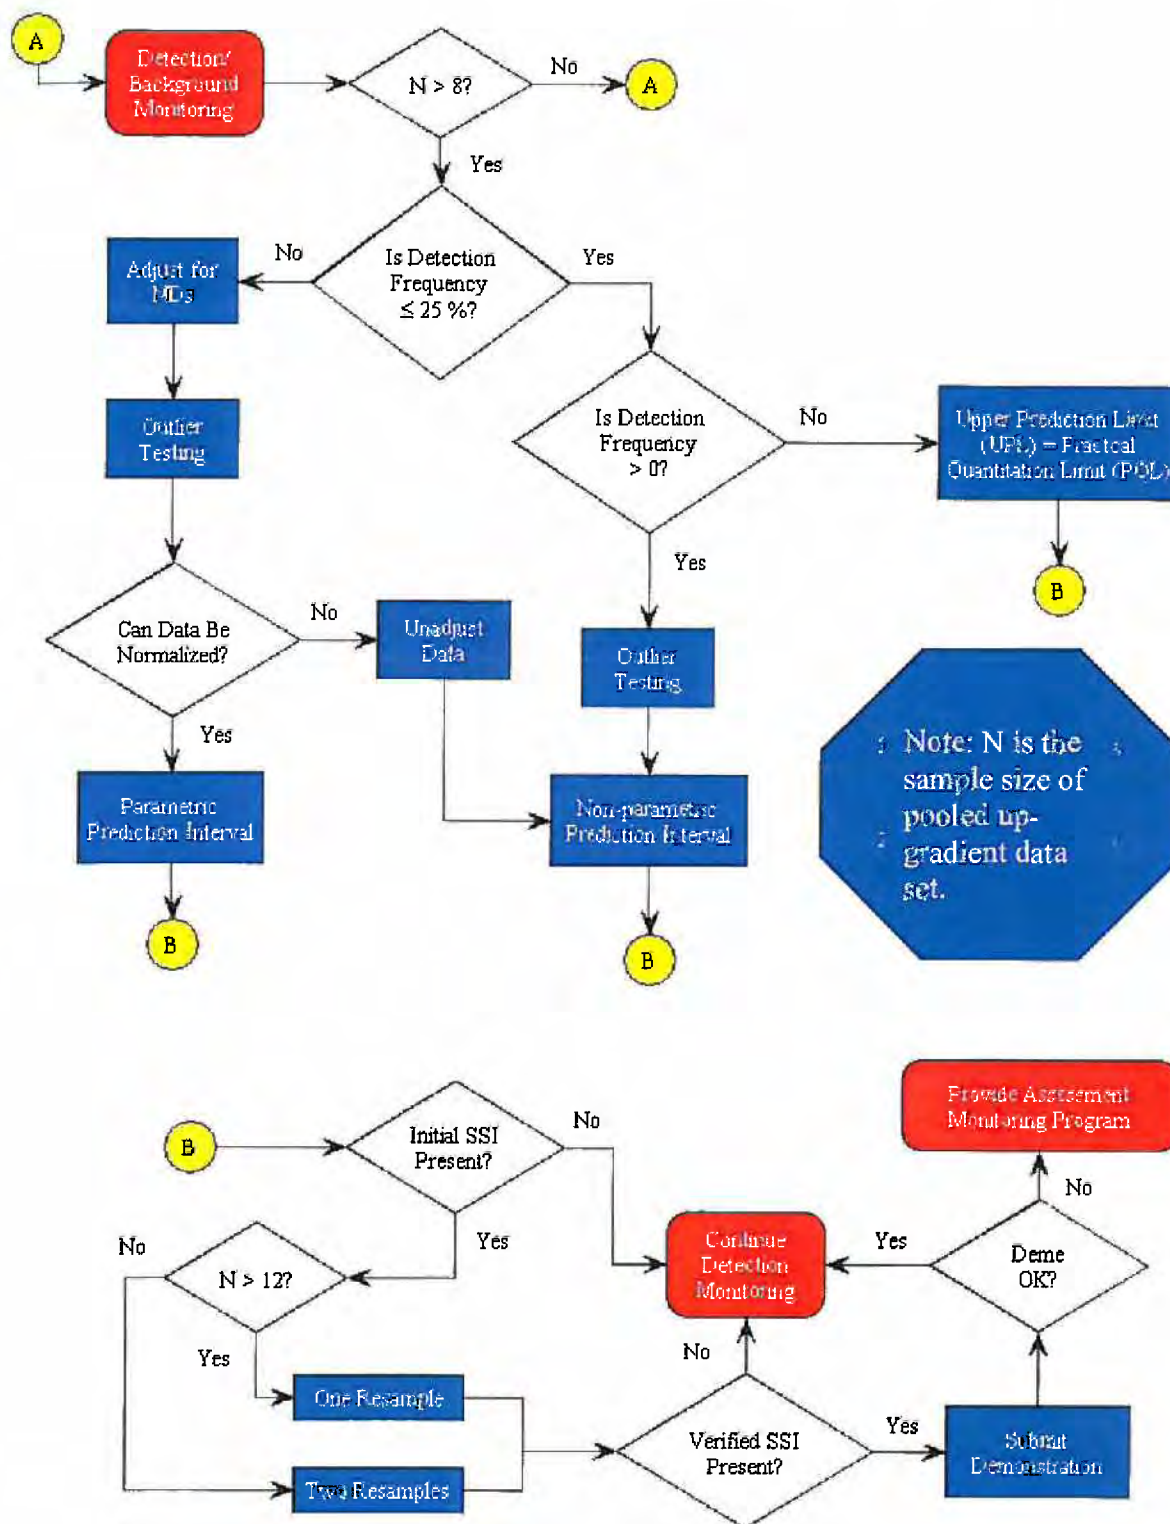 A
Detection/
Background
Monitoring
N > 8?
No
A
Yes
No
Is Detection
Frequency
≤ 25 %?
Yes
Adjust for
NDs
Outlier
Testing
Is Detection
Frequency
> 0?
No
Upper Prediction Limit
(UPL) = Practical
Quantitation Limit (PQL)
Yes
B
Can Data Be
Normalized?
No
Unadjust
Data
Outlier
Testing
Yes
Parametric
Prediction Interval
Non-parametric
Prediction Interval
Note: N is the
sample size of
pooled up-
gradient data
set.
B
B
Provide Assessment
Monitoring Program
B
Initial SSI
Present?
No
No
Yes
No
N > 12?
Continue
Detection
Monitoring
Yes
Deme
OK?
Yes
No
One Resample
Verified SSI
Present?
Yes
Submit
Demonstration
Two Resamples